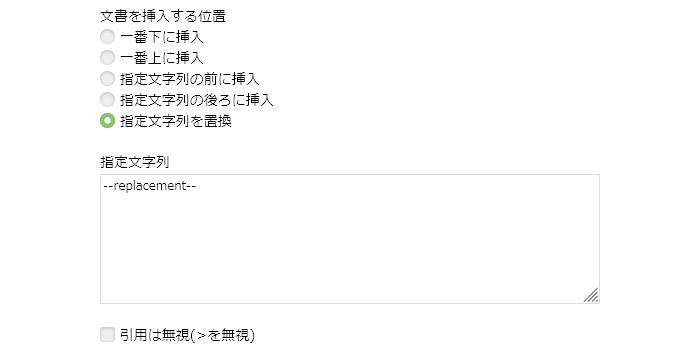 文書を挿入する位置
一番下に挿入
一番上に挿入
指定文字列の前に挿入
指定文字列の後ろに挿入
指定文字列を置換
指定文字列
--replacement--
引用は無視(>を無視)